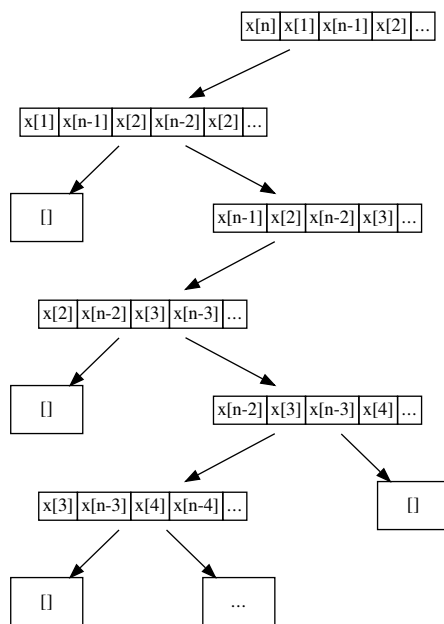 x[n] x[1] x[n-1] x[2] ...
x[1] x[n-1] x[2] x[n-2] x[2] ...
[]
x[n-1] x[2] x[n-2] x[3] ...
x[2] x[n-2] x[3] x[n-3] ...
[]
x[n-2] x[3] x[n-3] x[4] ...
x[3] x[n-3] x[4] x[n-4] ...
[]
[]
...